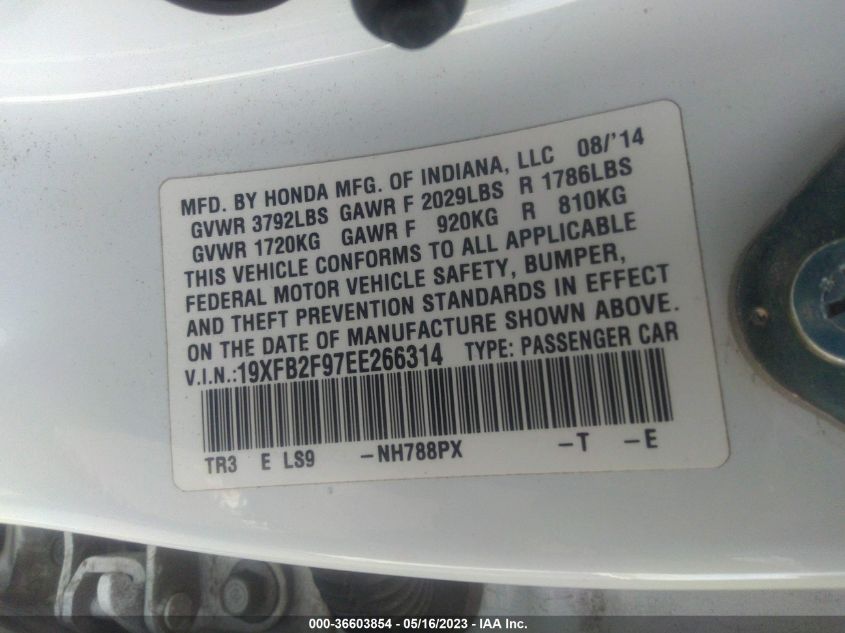 MFD. BY HONDA MFG. OF INDIANA, LLC 08/'14
GVWR 3792LBS GAWR F 2029LBS R 1786LBS
GVWR 1720KG GAWR F 920KG R 810KG
THIS VEHICLE CONFORMS TO ALL APPLICABLE
FEDERAL MOTOR VEHICLE SAFETY, BUMPER,
AND THEFT PREVENTION STANDARDS IN EFFECT
ON THE DATE OF MANUFACTURE SHOWN ABOVE.
V.I.N.:19XFB2F97EE266314 TYPE: PASSENGER CAR
TR3 E LS9 -NH788PX -T -E
000-36603854 - 05/16/2023 - IAA Inc.